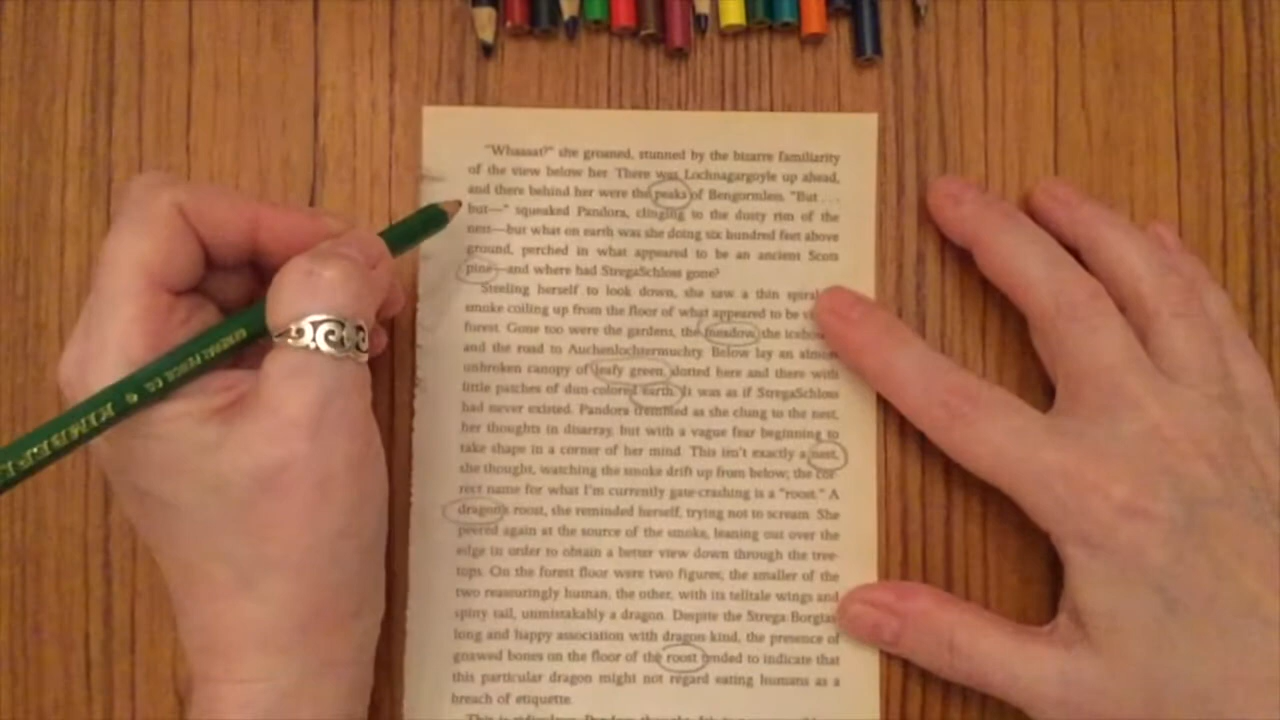 "Whaaaat?" she groaned, stunned by the bizarre familiarity
of the view below her. There was Lochnagargoyle up ahead,
and there behind her were the peaks of Bengormless. "But . . .
but—" squeaked Pandora, clinging to the dusty rim of the
nest—but what on earth was she doing six hundred feet above
ground, perched in what appeared to be an ancient Scots
pine—and where had StregaSchloss gone?
Steeling herself to look down, she saw a thin spiral
smoke coiling up from the floor of what appeared to be
forest. Gone too were the gardens, the meadow, the
and the road to Auchenlochtermuchty. Below lay an almost
unbroken canopy of leafy green, dotted here and there with
little patches of dun-colored earth. It was as if StregaSchloss
had never existed. Pandora trembled as she clung to the nest,
her thoughts in disarray, but with a vague fear beginning to
take shape in a corner of her mind. This isn't exactly a nest,
she thought, watching the smoke drift up from below; the cor-
rect name for what I'm currently gate-crashing is a "roost." A
dragon's roost, she reminded herself, trying not to scream. She
peered again at the source of the smoke, leaning out over the
edge in order to obtain a better view down through the tree-
tops. On the forest floor were two figures; the smaller of the
two reassuringly human, the other, with its telltale wings and
spiny tail, unmistakably a dragon. Despite the Strega-Borgias'
long and happy association with dragon-kind, the presence of
gnawed bones on the floor of the roost tended to indicate that
this particular dragon might not regard eating humans as a
breach of etiquette.
This is ridiculous, Pandora thought.
GENERAL PENCIL CO. KIMBERL